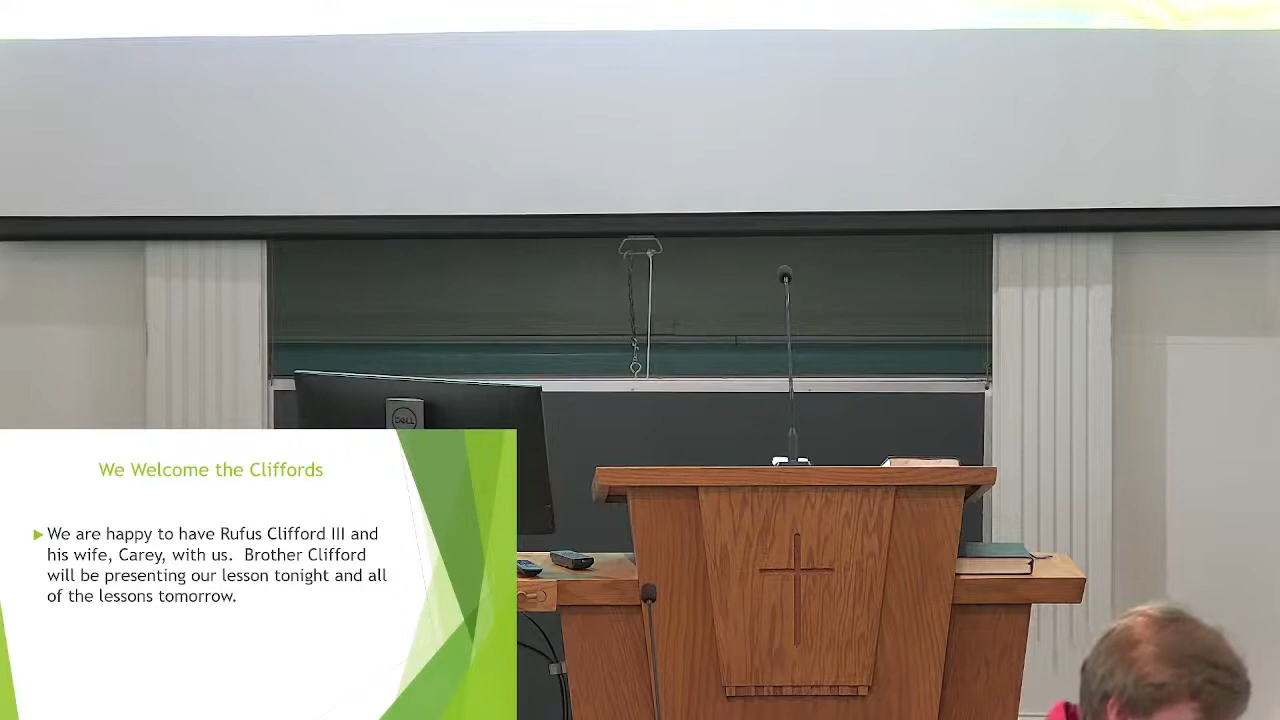 DELL
We Welcome the Cliffords
We are happy to have Rufus Clifford III and
his wife, Carey, with us.  Brother Clifford
will be presenting our lesson tonight and all
of the lessons tomorrow.